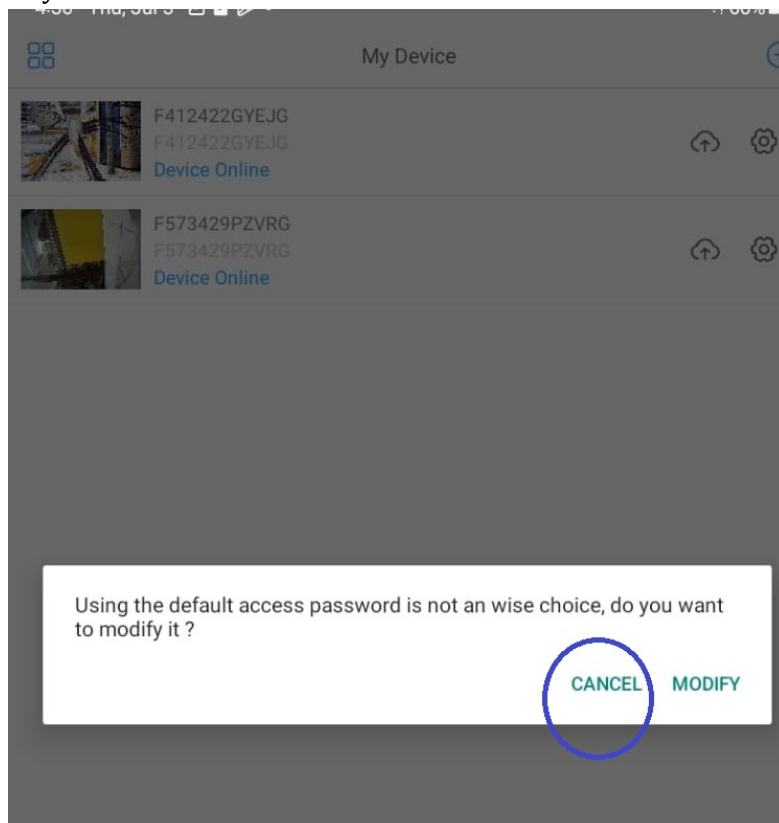 My Device
F412422GYEJG
F412422GYEJG
Device Online
F573429PZVRG
F573429PZVRG
Device Online
Using the default access password is not an wise choice, do you want
to modify it ?
CANCEL MODIFY